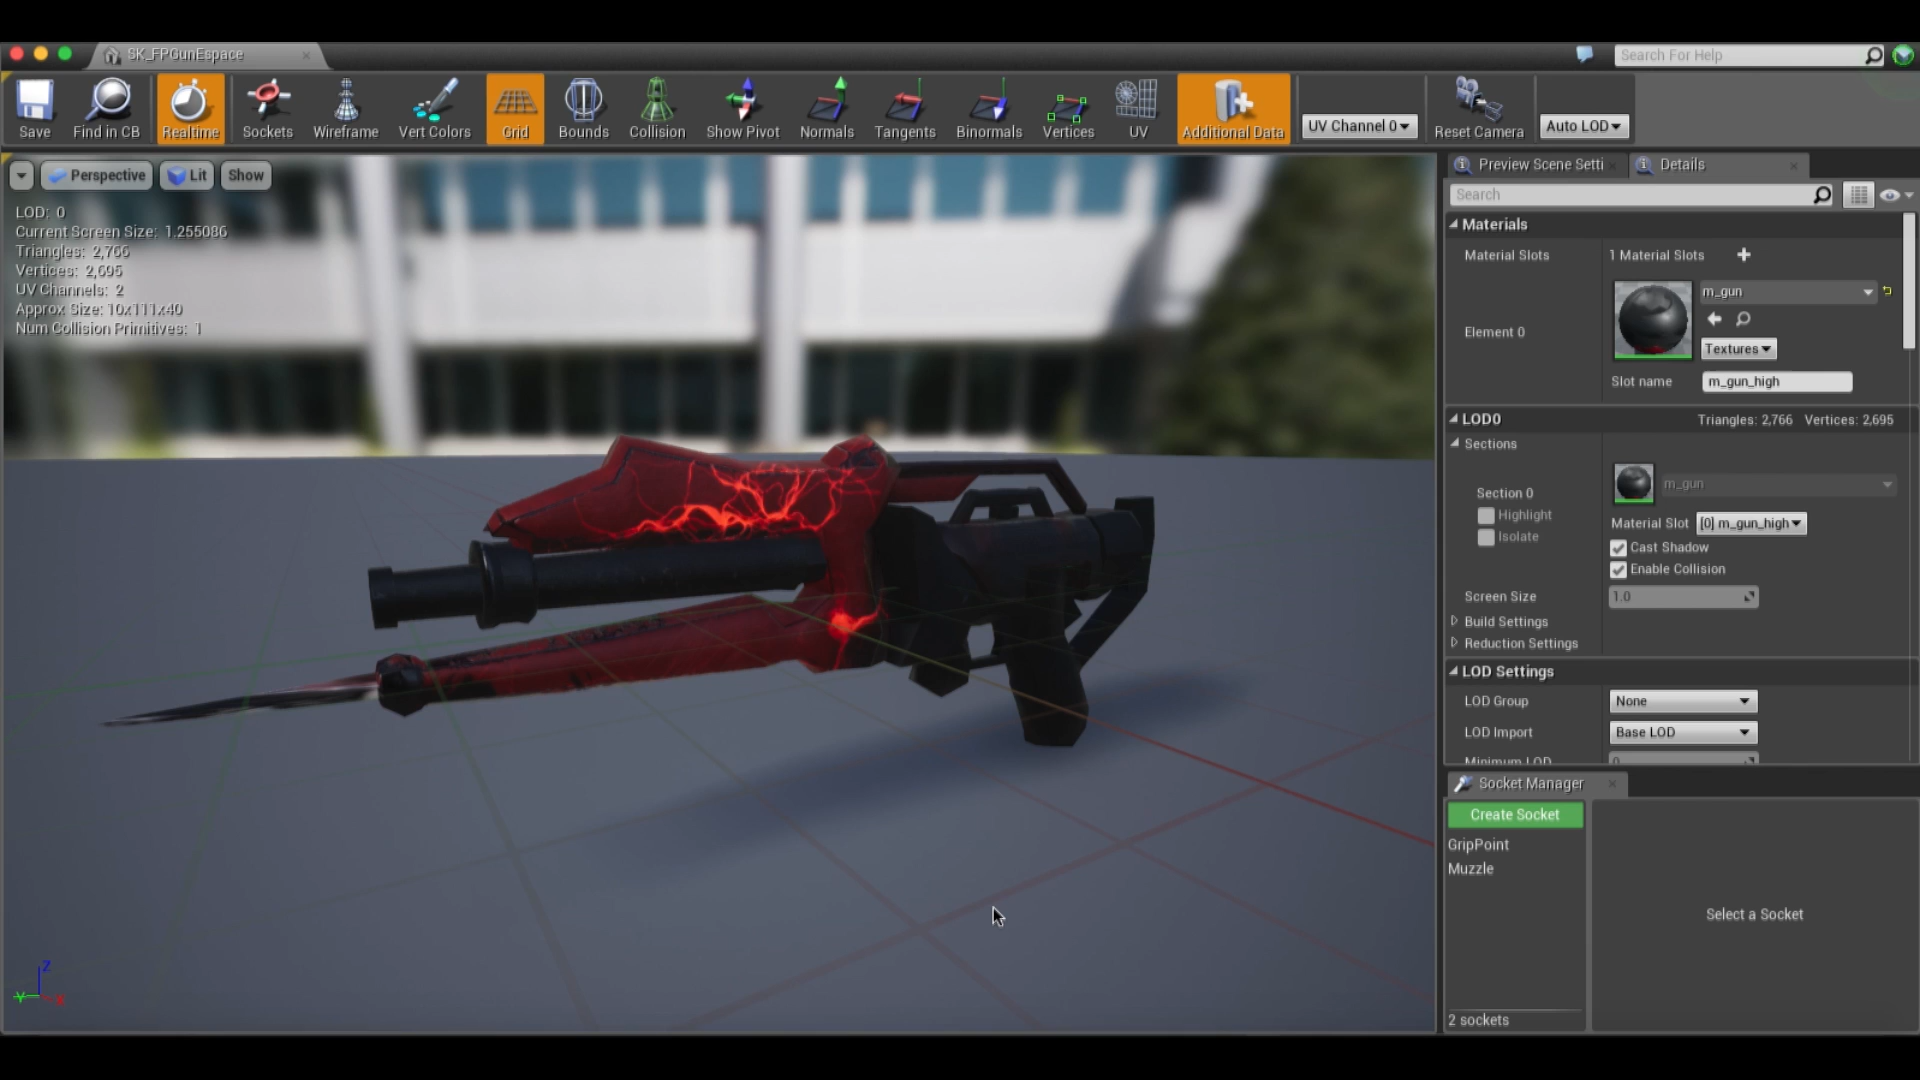 SK_FPGunEspace
Search For Help
Save
Find in CB
Realtime
Sockets
Wireframe
Vert Colors
Grid
Bounds
Collision
Show Pivot
Normals
Tangents
Binormals
Vertices
UV
Additional Data
UV Channel 0
Reset Camera
Auto LOD
Perspective
Lit
Show
LOD: 0
Current Screen Size: 1.255086
Triangles: 2,766
Vertices: 2,695
UV Channels: 2
Approx Size: 10x111x40
Num Collision Primitives: 1
Z
Y
X
Preview Scene Setti
Details
Search
Materials
Material Slots
1 Material Slots
Element 0
m_gun
Textures
Slot name
m_gun_high
LOD0
Triangles: 2,766 Vertices: 2,695
Sections
Section 0
m_gun
Highlight
Isolate
Material Slot
[0] m_gun_high
Cast Shadow
Enable Collision
Screen Size
1.0
Build Settings
Reduction Settings
LOD Settings
LOD Group
None
LOD Import
Base LOD
Minimum LOD
0
Socket Manager
Create Socket
GripPoint
Muzzle
Select a Socket
2 sockets